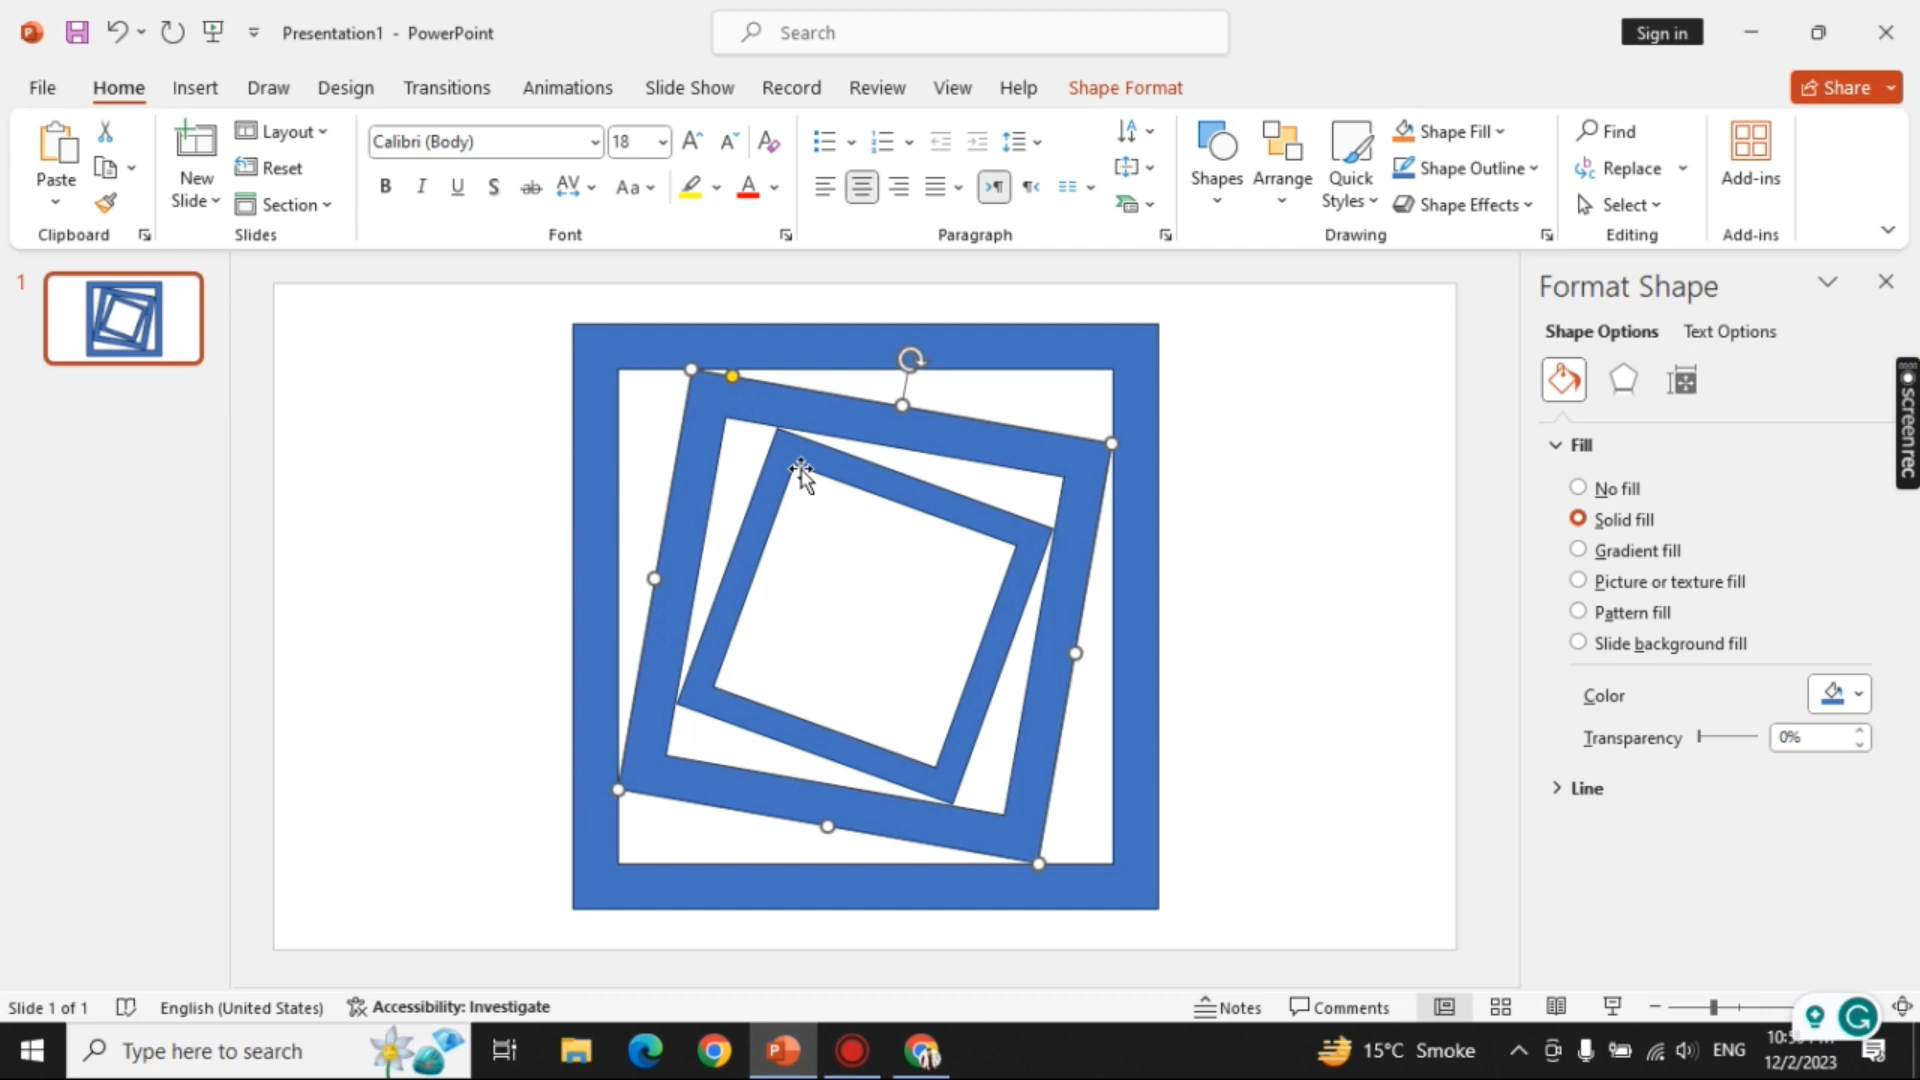 Presentation1 - PowerPoint
Search
Sign in
File Home Insert Draw Design Transitions Animations Slide Show Record Review View Help Shape Format Share
Paste
New Slide
Layout
Reset
Section
Calibri (Body) 18
B I U S ab AV Aa A
Shapes
Arrange
Quick Styles
Shape Fill
Shape Outline
Shape Effects
Find
Replace
Select
Add-ins
Clipboard Slides Font Paragraph Drawing Editing Add-ins
1
Format Shape
Shape Options Text Options
Fill
No fill
Solid fill
Gradient fill
Picture or texture fill
Pattern fill
Slide background fill
Color
Transparency 0%
Line
screenrec
Slide 1 of 1 English (United States) Accessibility: Investigate Notes Comments
Type here to search
15°C Smoke
ENG
12/2/2023